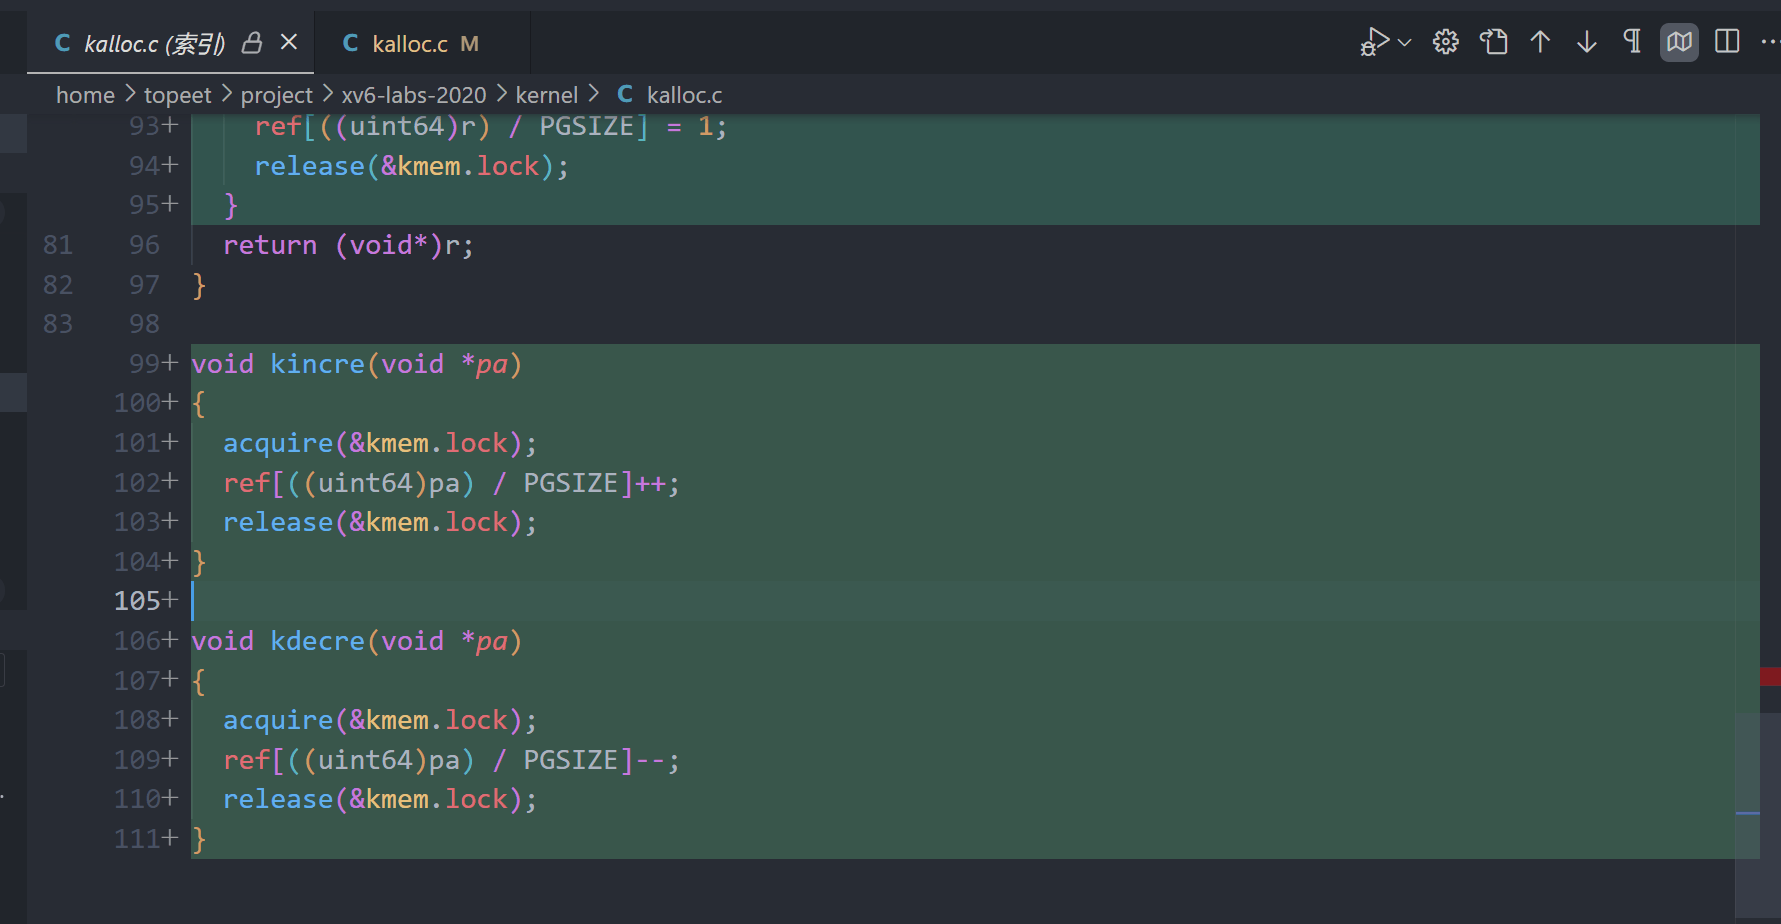 C kalloc.c (索引) C kalloc.c M
home > topeet > project > xv6-labs-2020 > kernel > C kalloc.c
93+ ref[((uint64)r) / PGSIZE] = 1;
94+ release(&kmem.lock);
95+ }
81 96 return (void*)r;
82 97 }
83 98
99+ void kincre(void *pa)
100+ {
101+ acquire(&kmem.lock);
102+ ref[((uint64)pa) / PGSIZE]++;
103+ release(&kmem.lock);
104+ }
105+
106+ void kdecre(void *pa)
107+ {
108+ acquire(&kmem.lock);
109+ ref[((uint64)pa) / PGSIZE]--;
110+ release(&kmem.lock);
111+ }